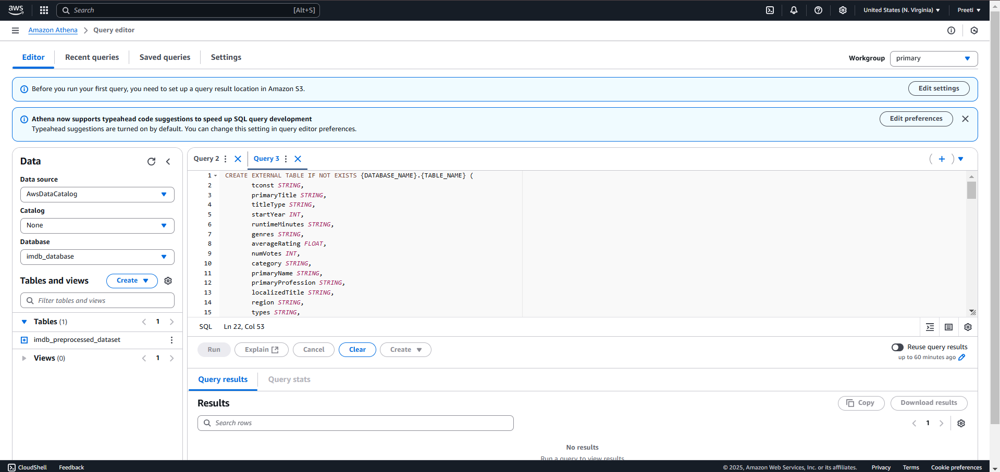 aws
Search [Alt+S]
United States (N. Virginia)
Preeti
Amazon Athena > Query editor
Editor
Recent queries
Saved queries
Settings
Workgroup
primary
Before you run your first query, you need to set up a query result location in Amazon S3.
Edit settings
Athena now supports typeahead code suggestions to speed up SQL query development
Typeahead suggestions are turned on by default. You can change this setting in query editor preferences.
Edit preferences
Data
Data source
AwsDataCatalog
Catalog
None
Database
imdb_database
Tables and views
Create
Filter tables and views
Tables (1)
1
imdb_preprocessed_dataset
Views (0)
1
Query 2
Query 3
1 CREATE EXTERNAL TABLE IF NOT EXISTS {DATABASE_NAME}.{TABLE_NAME} (
2 tconst STRING,
3 primaryTitle STRING,
4 titleType STRING,
5 startYear INT,
6 runtimeMinutes STRING,
7 genres STRING,
8 averageRating FLOAT,
9 numVotes INT,
10 category STRING,
11 primaryName STRING,
12 primaryProfession STRING,
13 localizedTitle STRING,
14 region STRING,
15 types STRING,
SQL Ln 22, Col 53
Run
Explain
Cancel
Clear
Create
Reuse query results
up to 60 minutes ago
Query results
Query stats
Results
Copy
Download results
Search rows
1
No results
Run a query to view results
CloudShell
Feedback
© 2025, Amazon Web Services, Inc. or its affiliates.
Privacy
Terms
Cookie preferences